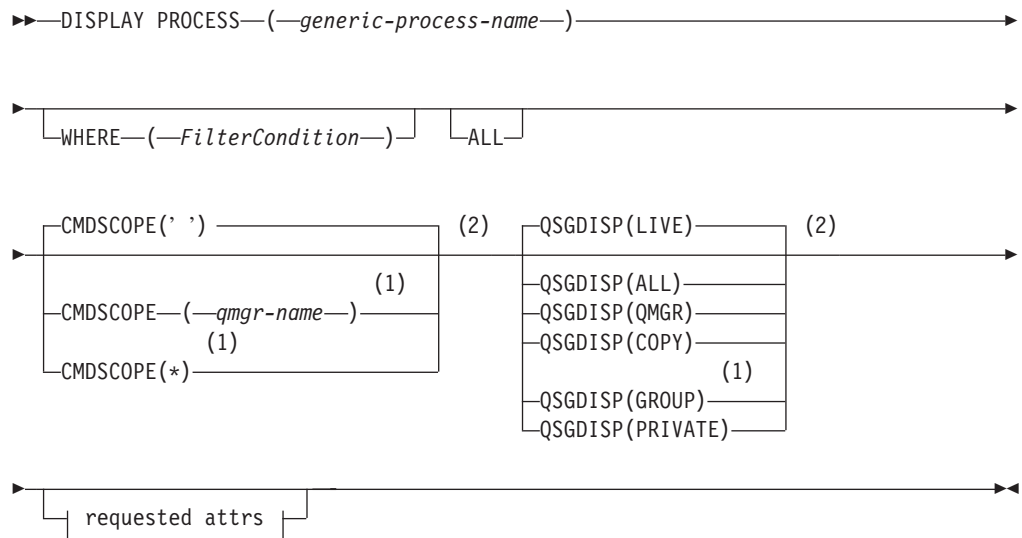 DISPLAY PROCESS ( generic-process-name )
WHERE ( FilterCondition ) ALL
CMDSCOPE(' ') (2) QSGDISP(LIVE) (2)
(1) QSGDISP(ALL)
CMDSCOPE ( qmgr-name ) QSGDISP(QMGR)
(1) QSGDISP(COPY)
CMDSCOPE(*) (1)
QSGDISP(GROUP)
QSGDISP(PRIVATE)
requested attrs